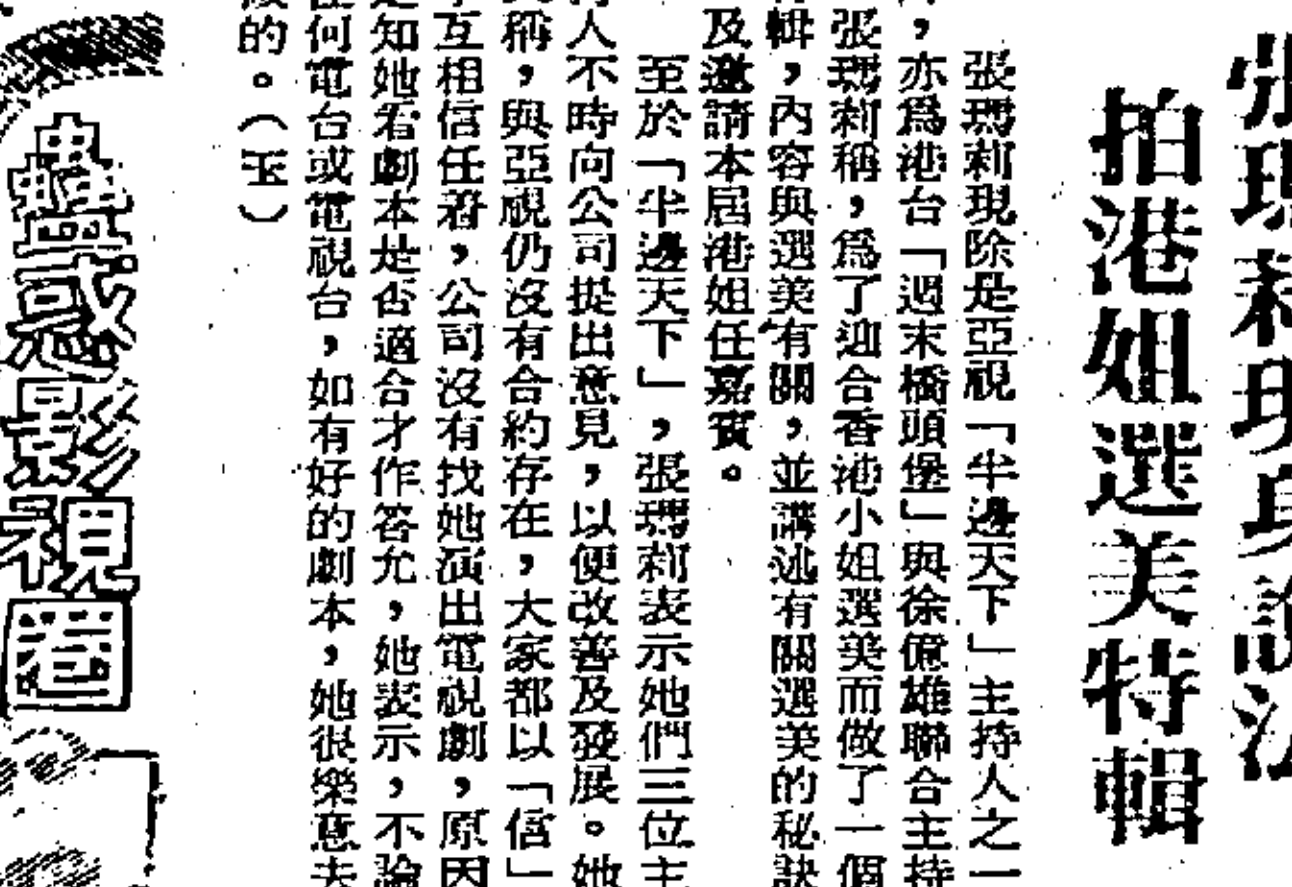 張瑪莉現身說法
拍港姐選美特輯
張瑪莉現除是亞視「半邊天下」主持人之一
，亦爲港台「週末橋頭堡」與徐億雄聯合主持
張瑪莉稱，爲了迎合香港小姐選美而做了一個
輯，內容與選美有關，並講述有關選美的秘訣
及邀請本屆港姐任嘉賓。
至於「半邊天下」，張瑪莉表示她們三位主
人不時向公司提出意見，以便改善及發展。她
稱，與亞視仍沒有合約存在，大家都以「信」
互相信任着，公司沒有找她演出電視劇，原因
是知她看劇本是否適合才作答允，她表示，不論
任何電台或電視台，如有好的劇本，她很樂意去
做的。（玉）
蠱惑影視圈